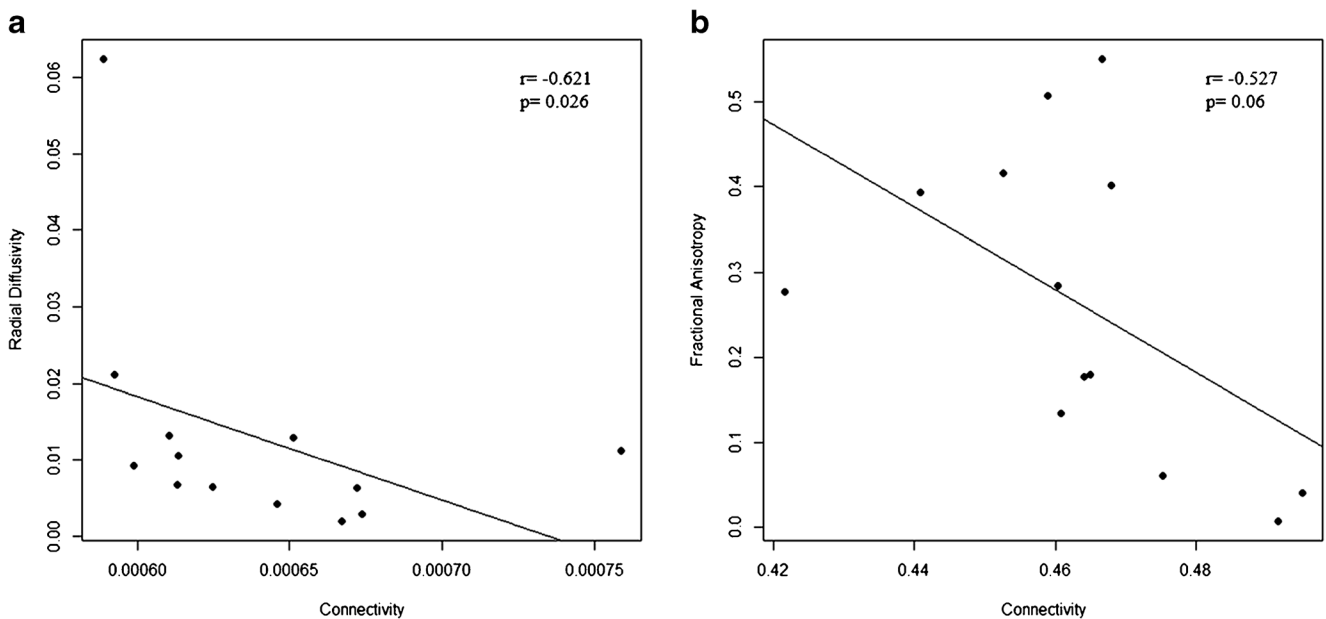 a
r= -0.621
p= 0.026
Radial Diffusivity
0.06
0.05
0.04
0.03
0.02
0.01
0.00
0.00060 0.00065 0.00070 0.00075
Connectivity
b
r= -0.527
p= 0.06
Fractional Anisotropy
0.5
0.4
0.3
0.2
0.1
0.0
0.42 0.44 0.46 0.48
Connectivity